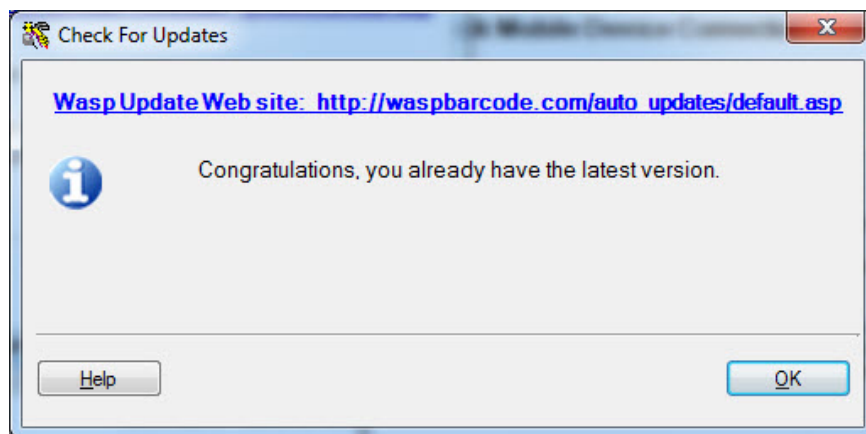 Check For Updates
Wasp Update Web site: http://waspbarcode.com/auto_updates/default.asp
Congratulations, you already have the latest version.
Help
OK